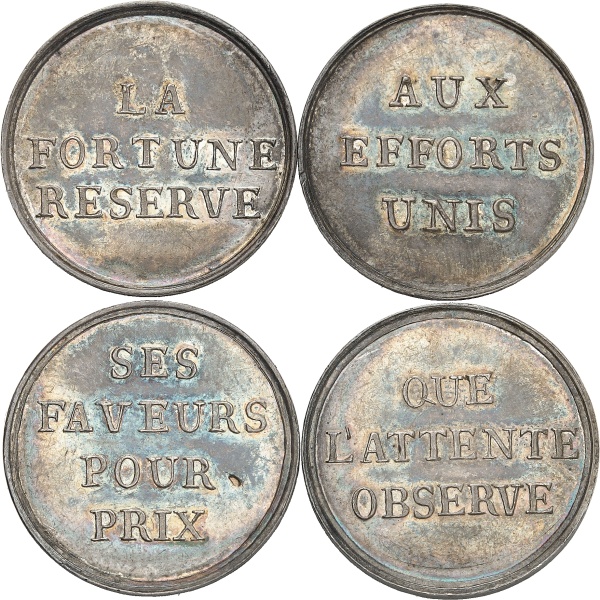 LA
FORTUNE
RESERVE
AUX
EFFORTS
UNIS
SES
FAVEURS
POUR
PRIX
QUE
L'ATTENTE
OBSERVE